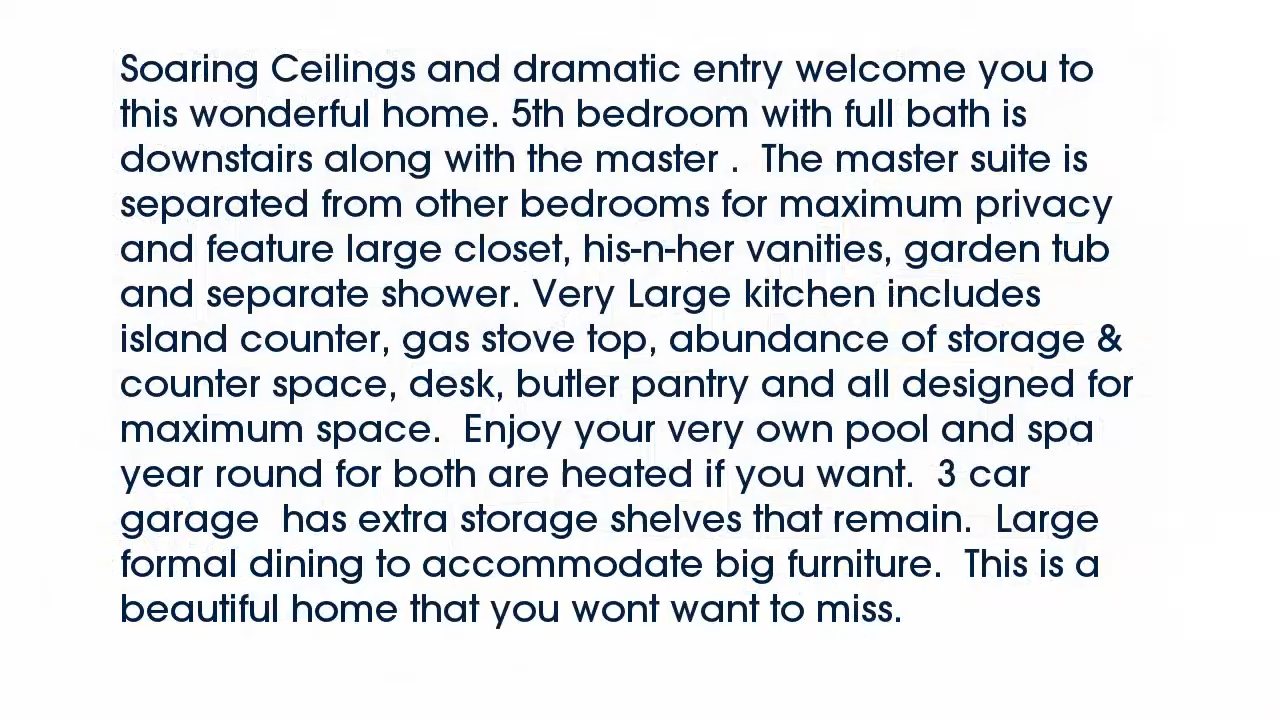 Soaring Ceilings and dramatic entry welcome you to
this wonderful home. 5th bedroom with full bath is
downstairs along with the master .  The master suite is
separated from other bedrooms for maximum privacy
and feature large closet, his-n-her vanities, garden tub
and separate shower. Very Large kitchen includes
island counter, gas stove top, abundance of storage &
counter space, desk, butler pantry and all designed for
maximum space.  Enjoy your very own pool and spa
year round for both are heated if you want.  3 car
garage  has extra storage shelves that remain.  Large
formal dining to accommodate big furniture.  This is a
beautiful home that you wont want to miss.